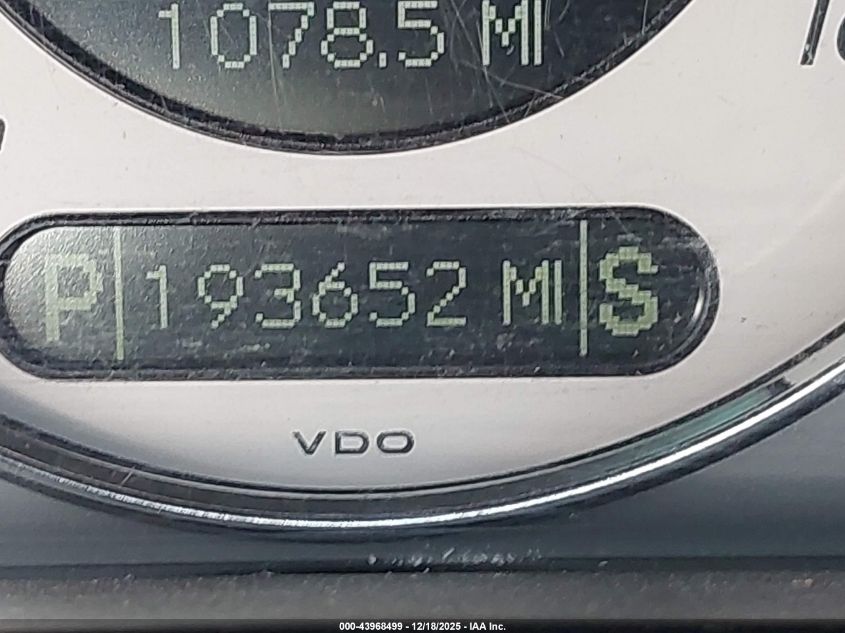 1078.5 MI
P 193652 MI S
VDO
000-43968499 - 12/18/2025 - IAA Inc.